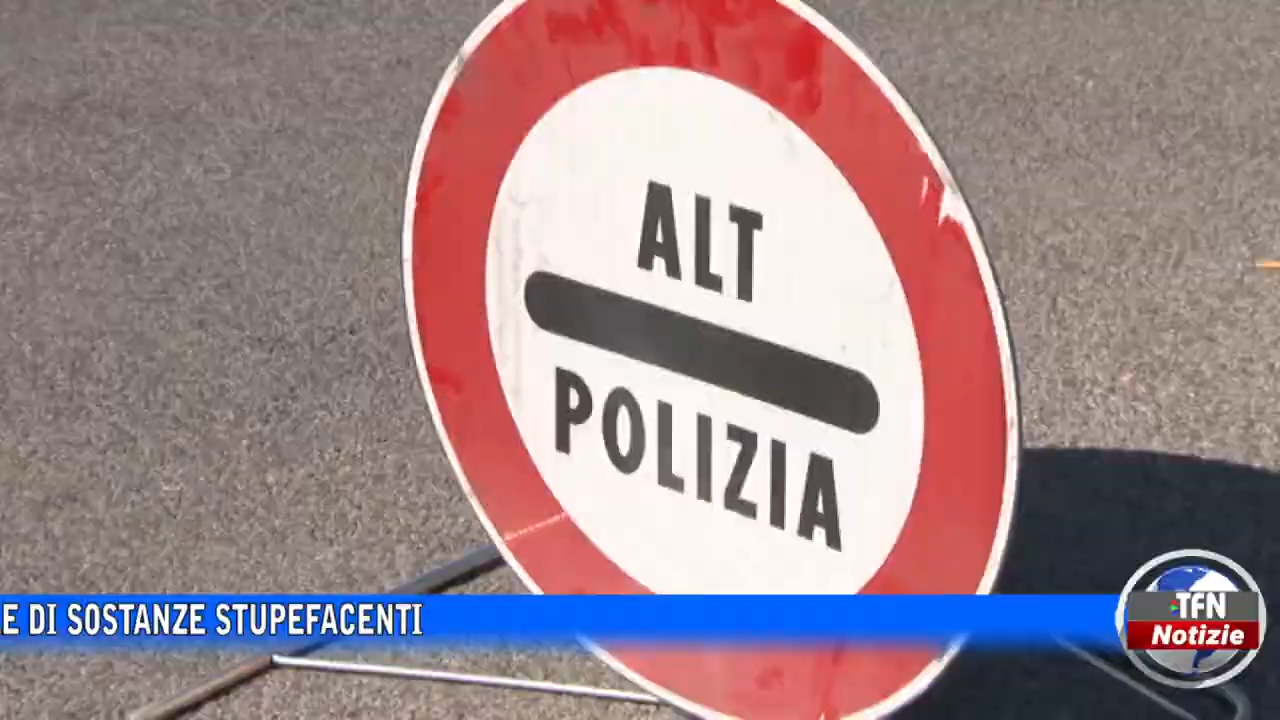 ALT
POLIZIA
E DI SOSTANZE STUPEFACENTI
TFN
Notizie